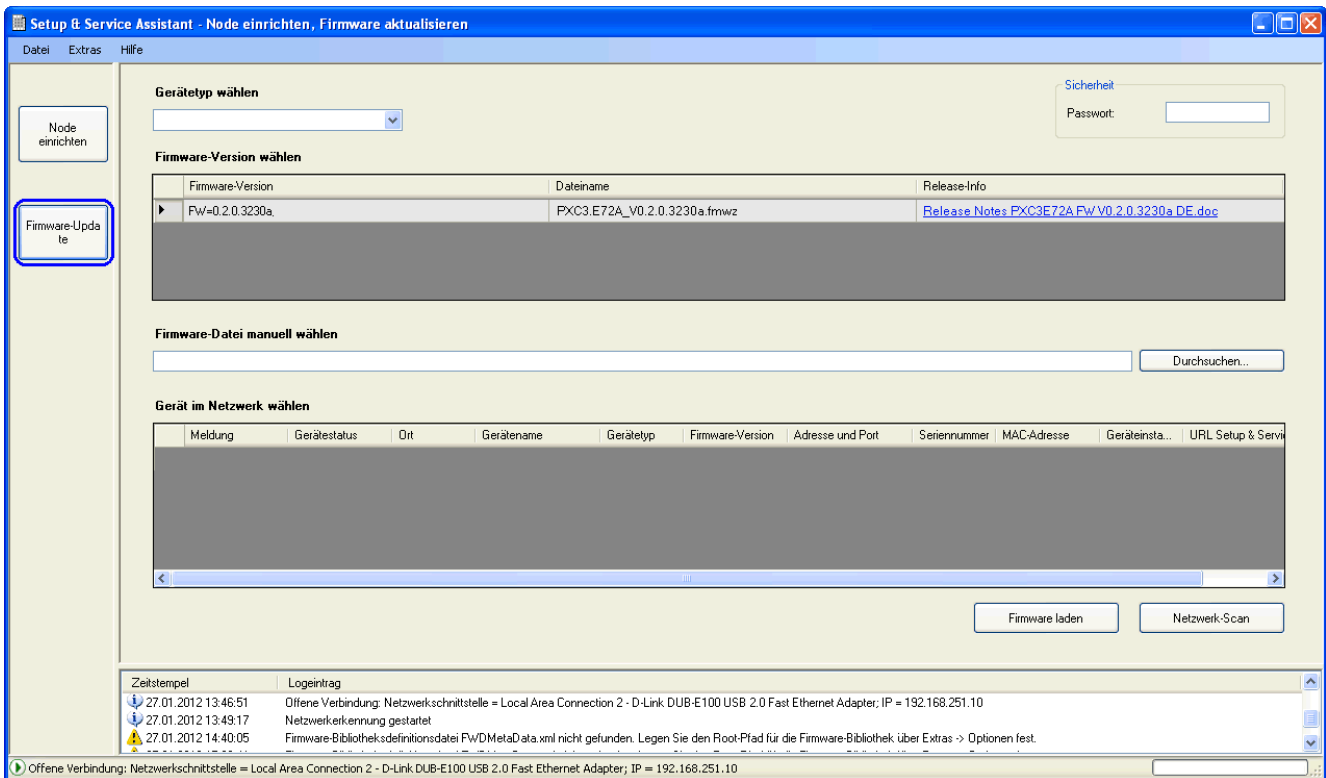 Setup & Service Assistant - Node einrichten, Firmware aktualisieren
Datei Extras Hilfe
Gerätetyp wählen
Sicherheit
Passwort:
Node
einrichten
Firmware-Version wählen
Firmware-Version Dateiname Release-Info
FW=0.2.0.3230a, PXC3.E72A_V0.2.0.3230a.fmwz Release Notes PXC3E72A FW V0.2.0.3230a DE.doc
Firmware-Upda
te
Firmware-Datei manuell wählen
Durchsuchen...
Gerät im Netzwerk wählen
Meldung Gerätestatus Ort Gerätename Gerätetyp Firmware-Version Adresse und Port Seriennummer MAC-Adresse Geräteinsta... URL Setup & Servi
Firmware laden Netzwerk-Scan
Zeitstempel Logeintrag
27.01.2012 13:46:51 Offene Verbindung: Netzwerkschnittstelle = Local Area Connection 2 - D-Link DUB-E100 USB 2.0 Fast Ethernet Adapter; IP = 192.168.251.10
27.01.2012 13:49:17 Netzwerkerkennung gestartet
27.01.2012 14:40:05 Firmware-Bibliotheksdefinitionsdatei FWDMetaData.xml nicht gefunden. Legen Sie den Root-Pfad für die Firmware-Bibliothek über Extras -> Optionen fest.
Offene Verbindung: Netzwerkschnittstelle = Local Area Connection 2 - D-Link DUB-E100 USB 2.0 Fast Ethernet Adapter; IP = 192.168.251.10